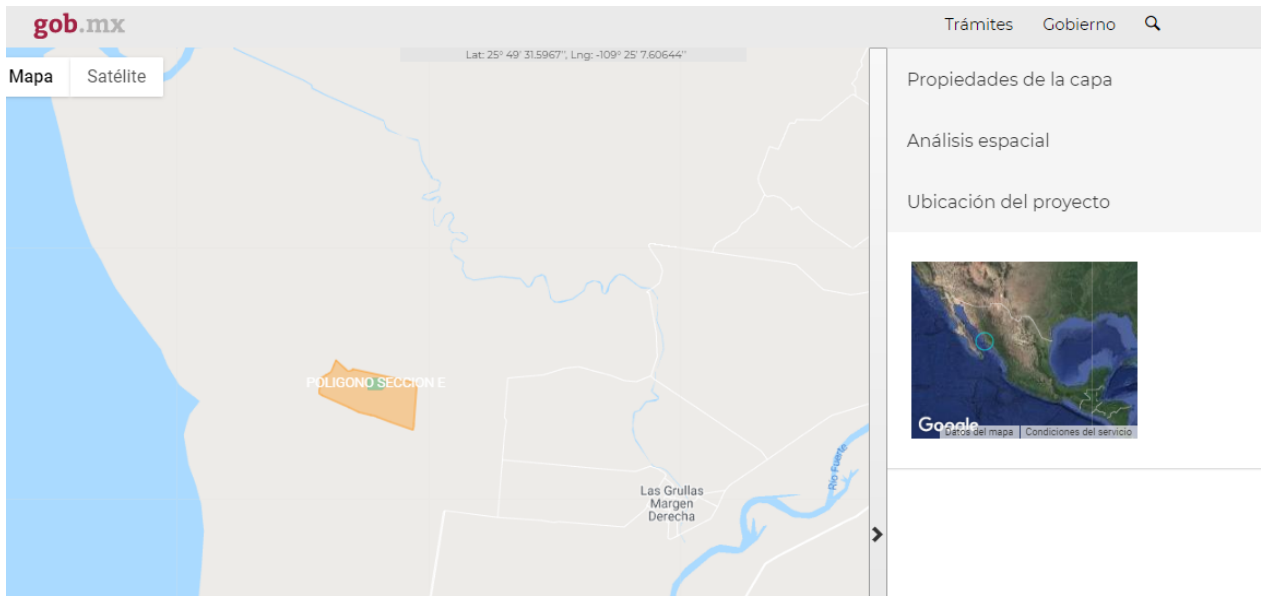 gob.mx
Trámites Gobierno
Lat: 25° 49' 31.5967'', Lng: -109° 25' 7.60644''
Mapa Satélite
Propiedades de la capa
Análisis espacial
Ubicación del proyecto
POLIGONO SECCION E
Río Fuerte
Las Grullas
Margen
Derecha
Google
Datos del mapa Condiciones del servicio